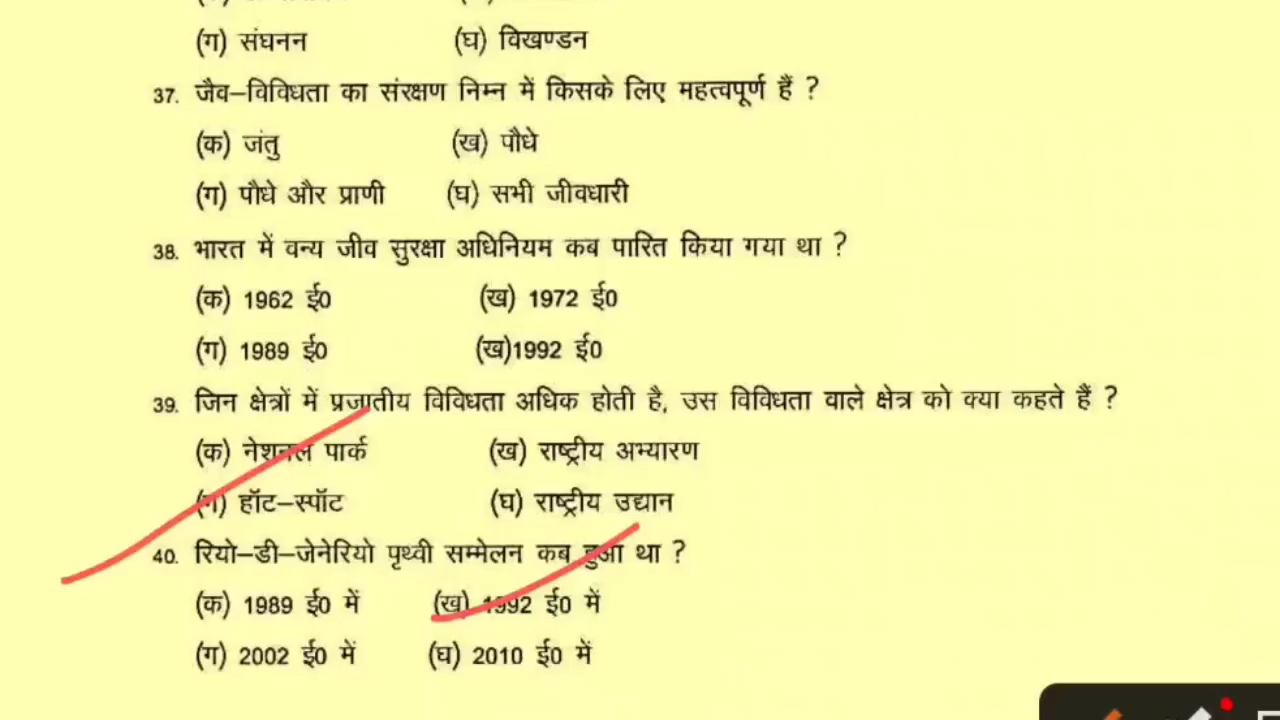 (ग) संघनन (घ) विखण्डन
37. जैव–विविधता का संरक्षण निम्न में किसके लिए महत्वपूर्ण हैं ?
(क) जंतु (ख) पौधे
(ग) पौधे और प्राणी (घ) सभी जीवधारी
38. भारत में वन्य जीव सुरक्षा अधिनियम कब पारित किया गया था ?
(क) 1962 ई0 (ख) 1972 ई0
(ग) 1989 ई0 (ख)1992 ई0
39. जिन क्षेत्रों में प्रजातीय विविधता अधिक होती है, उस विविधता वाले क्षेत्र को क्या कहते हैं ?
(क) नेशनल पार्क (ख) राष्ट्रीय अभ्यारण
(ग) हॉट–स्पॉट (घ) राष्ट्रीय उद्यान
40. रियो–डी–जेनेरियो पृथ्वी सम्मेलन कब हुआ था ?
(क) 1989 ई0 में (ख) 1992 ई0 में
(ग) 2002 ई0 में (घ) 2010 ई0 में